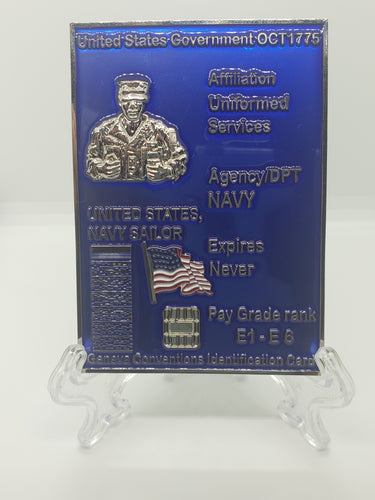 United States Government OCT1775
Affiliation
Uniformed
Services
Agency/DPT
NAVY
UNITED STATES,
NAVY SAILOR
Expires
Never
Pay Grade rank
E1 - E 6
Geneva Conventions Identification Card